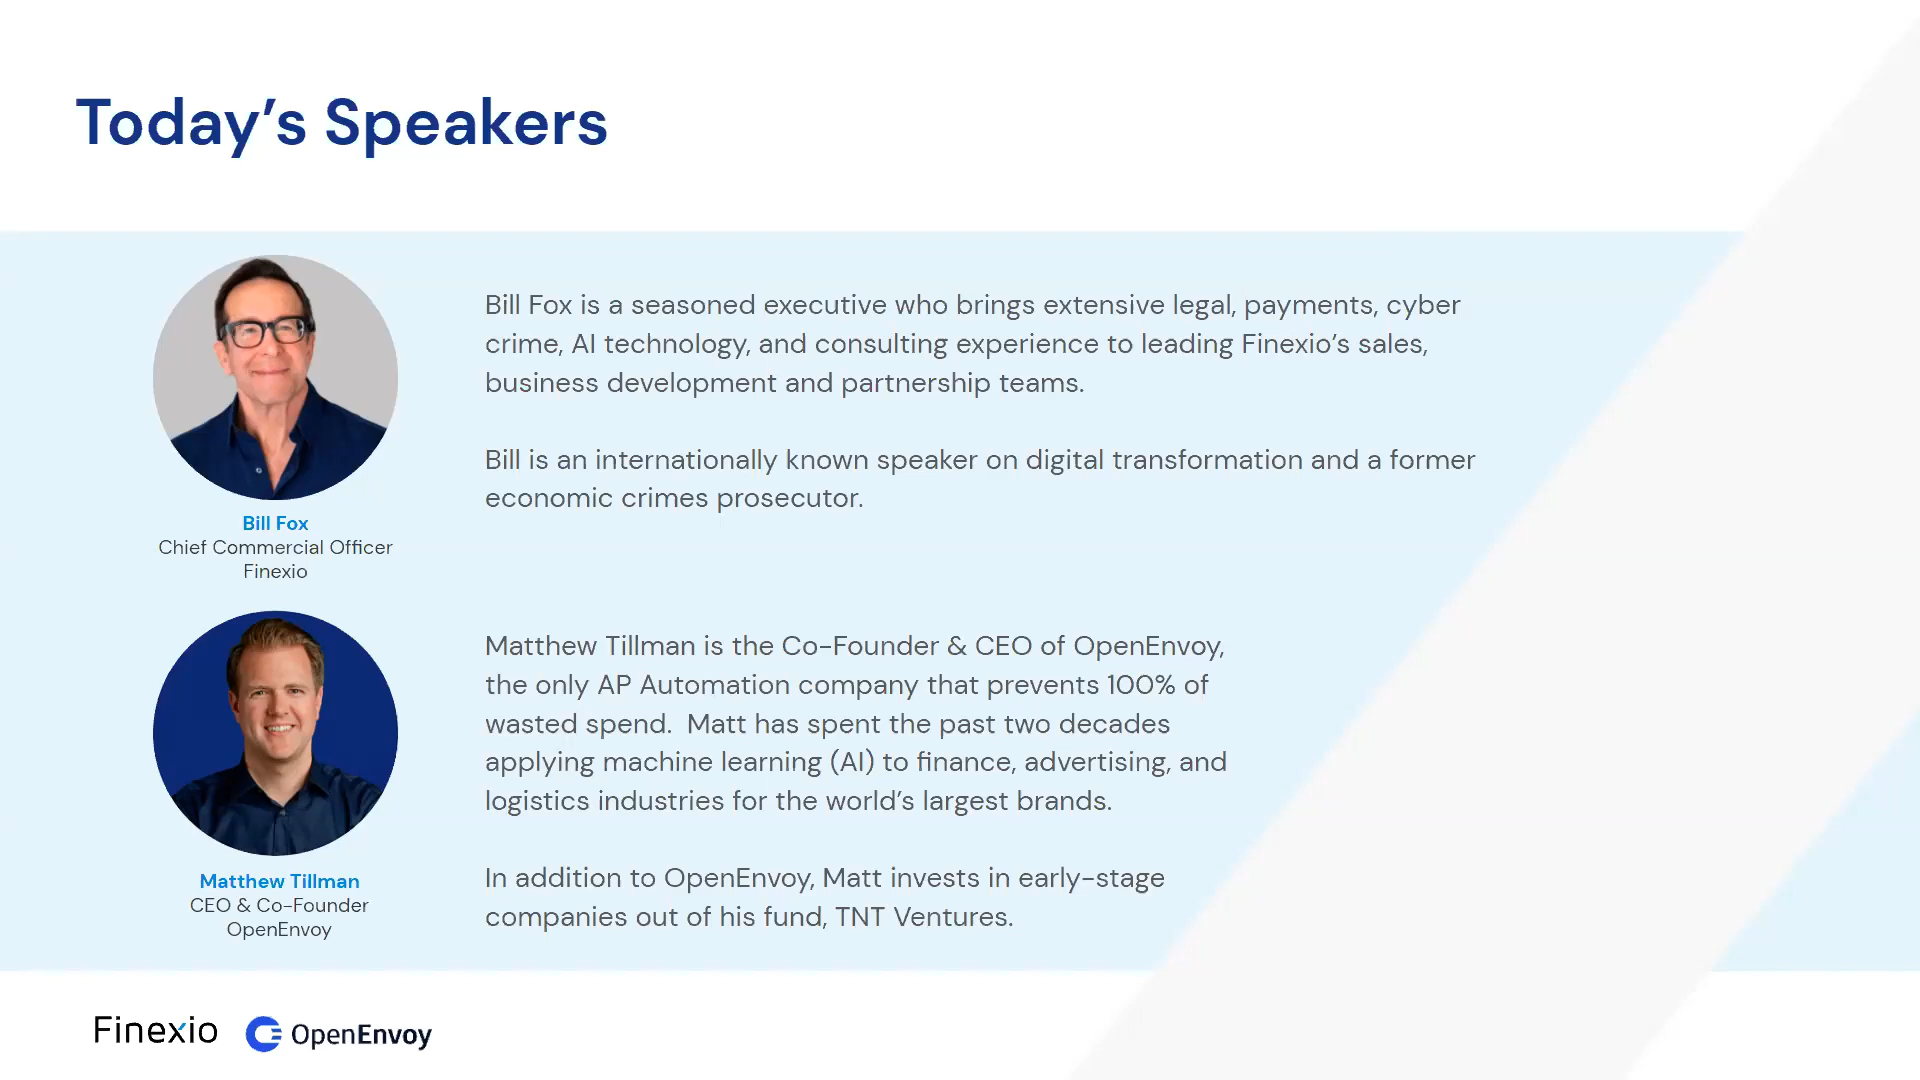 Today’s Speakers
Bill Fox is a seasoned executive who brings extensive legal, payments, cyber
crime, AI technology, and consulting experience to leading Finexio’s sales,
business development and partnership teams.
Bill is an internationally known speaker on digital transformation and a former
economic crimes prosecutor.
Bill Fox
Chief Commercial Officer
Finexio
Matthew Tillman is the Co-Founder & CEO of OpenEnvoy,
the only AP Automation company that prevents 100% of
wasted spend.  Matt has spent the past two decades
applying machine learning (AI) to finance, advertising, and
logistics industries for the world’s largest brands.
In addition to OpenEnvoy, Matt invests in early-stage
companies out of his fund, TNT Ventures.
Matthew Tillman
CEO & Co-Founder
OpenEnvoy
Finexio
OpenEnvoy